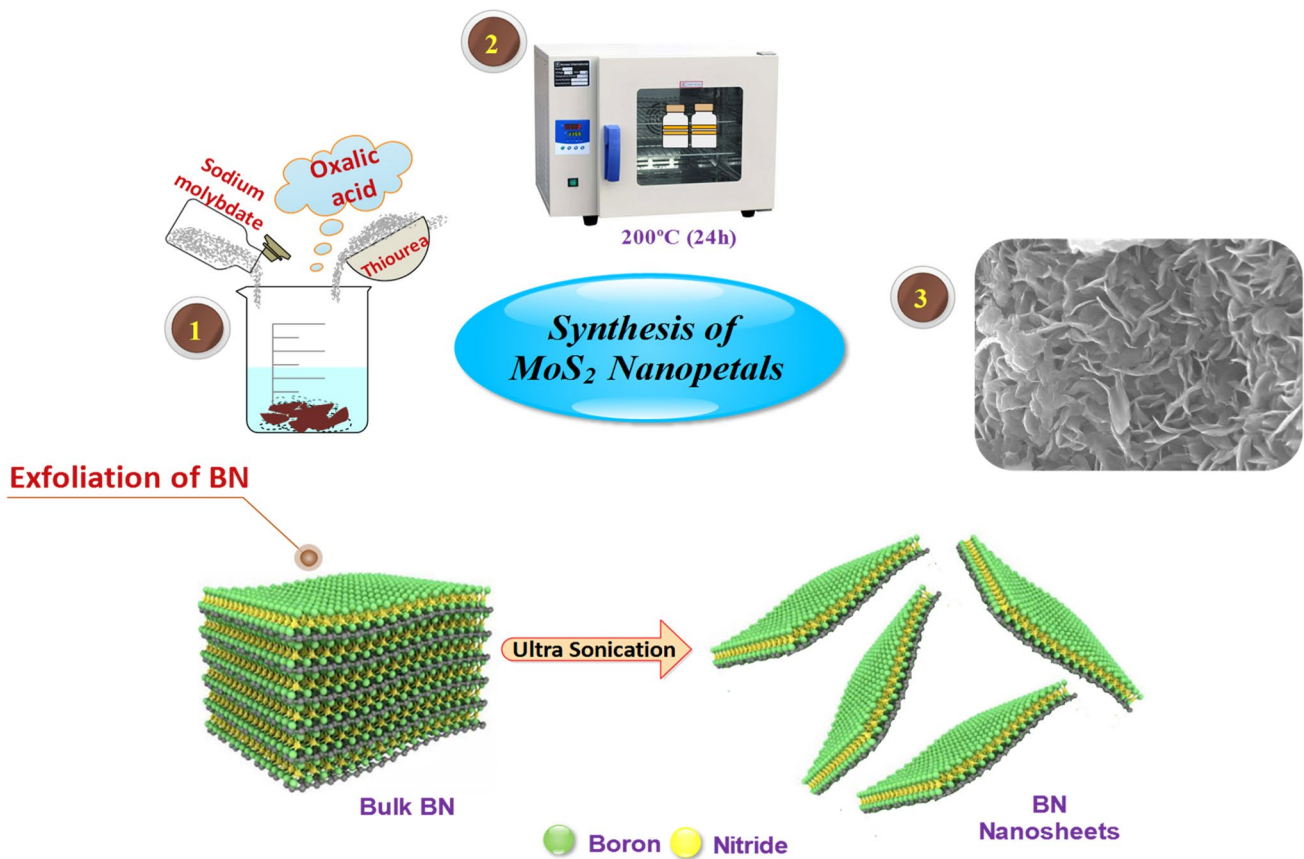 2
Sodium
molybdate
Oxalic
acid
Thiourea
1
200°C (24h)
3
Synthesis of
MoS₂ Nanopetals
Exfoliation of BN
Ultra Sonication
Bulk BN
BN
Nanosheets
Boron
Nitride